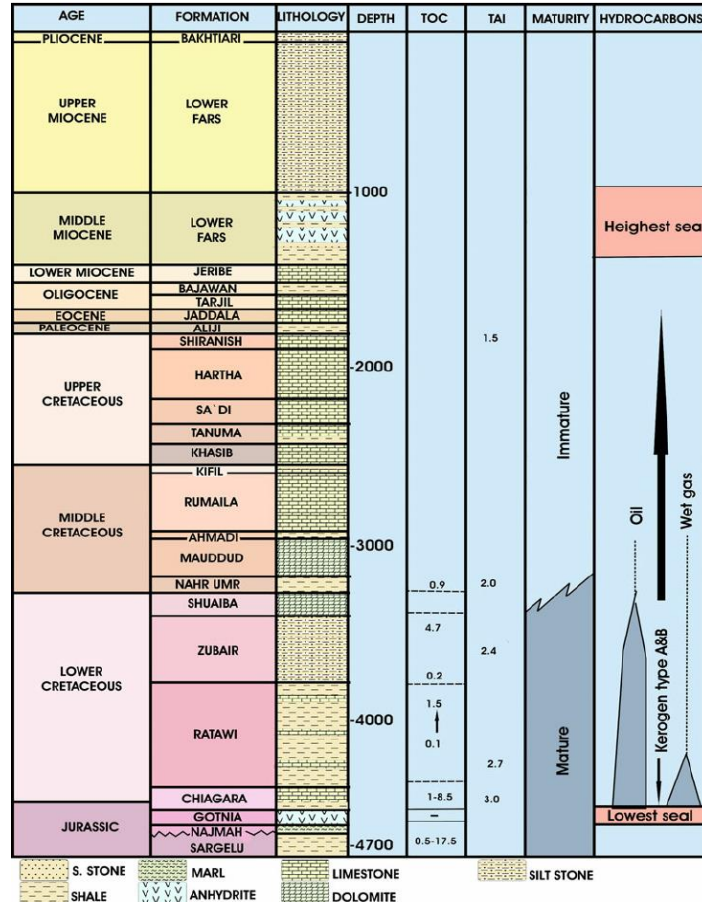 AGE FORMATION LITHOLOGY DEPTH TOC TAI MATURITY HYDROCARBONS
PLIOCENE BAKHTIARI
UPPER MIOCENE LOWER FARS
-1000
MIDDLE MIOCENE LOWER FARS
Heighest seal
LOWER MIOCENE JERIBE
OLIGOCENE BAJAWAN
TARJIL
EOCENE JADDALA
PALEOCENE ALIJI
1.5
UPPER CRETACEOUS SHIRANISH
-2000
HARTHA
SA`DI
TANUMA
KHASIB
Immature
MIDDLE CRETACEOUS KIFIL
RUMAILA
Oil
Wet gas
AHMADI
-3000
MAUDDUD
NAHR UMR
0.9 2.0
LOWER CRETACEOUS SHUAIBA
ZUBAIR
4.7
2.4
0.2
RATAWI
1.5
-4000
0.1
2.7
Mature
Kerogen type A&B
CHIAGARA
1-8.5 3.0
JURASSIC GOTNIA
–
Lowest seal
NAJMAH
SARGELU
0.5-17.5
-4700
S. STONE MARL LIMESTONE SILT STONE
SHALE ANHYDRITE DOLOMITE